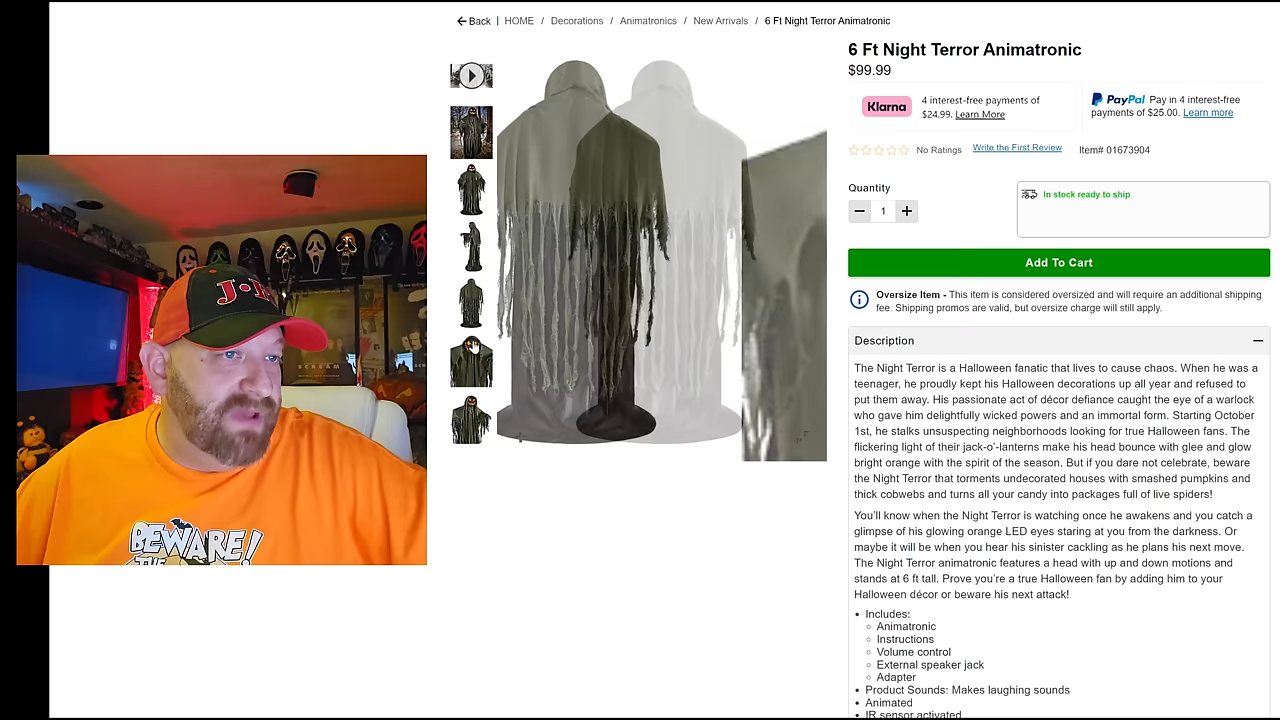 Back | HOME / Decorations / Animatronics / New Arrivals / 6 Ft Night Terror Animatronic
6 Ft Night Terror Animatronic
$99.99
Klarna
4 interest-free payments of
$24.99. Learn More
PayPal Pay in 4 interest-free
payments of $25.00. Learn more
No Ratings
Write the First Review
Item# 01673904
Quantity
1
In stock ready to ship
Add To Cart
Oversize Item - This item is considered oversized and will require an additional shipping
fee. Shipping promos are valid, but oversize charge will still apply.
Description
The Night Terror is a Halloween fanatic that lives to cause chaos. When he was a
teenager, he proudly kept his Halloween decorations up all year and refused to
put them away. His passionate act of décor defiance caught the eye of a warlock
who gave him delightfully wicked powers and an immortal form. Starting October
1st, he stalks unsuspecting neighborhoods looking for true Halloween fans. The
flickering light of their jack-o'-lanterns make his head bounce with glee and glow
bright orange with the spirit of the season. But if you dare not celebrate, beware
the Night Terror that torments undecorated houses with smashed pumpkins and
thick cobwebs and turns all your candy into packages full of live spiders!
You'll know when the Night Terror is watching once he awakens and you catch a
glimpse of his glowing orange LED eyes staring at you from the darkness. Or
maybe it will be when you hear his sinister cackling as he plans his next move.
The Night Terror animatronic features a head with up and down motions and
stands at 6 ft tall. Prove you're a true Halloween fan by adding him to your
Halloween décor or beware his next attack!
Includes:
Animatronic
Instructions
Volume control
External speaker jack
Adapter
Product Sounds: Makes laughing sounds
Animated
IR sensor activated
SCREAM
BEWARE!
THE